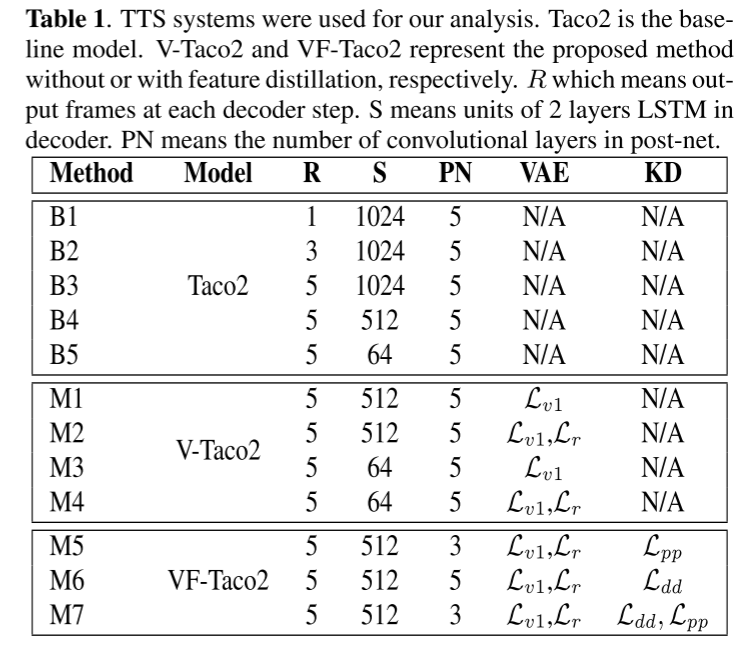 Table 1. TTS systems were used for our analysis. Taco2 is the base-
line model. V-Taco2 and VF-Taco2 represent the proposed method
without or with feature distillation, respectively. R which means out-
put frames at each decoder step. S means units of 2 layers LSTM in
decoder. PN means the number of convolutional layers in post-net.
Method Model R S PN VAE KD
B1 1 1024 5 N/A N/A
B2 3 1024 5 N/A N/A
B3 Taco2 5 1024 5 N/A N/A
B4 5 512 5 N/A N/A
B5 5 64 5 N/A N/A
M1 5 512 5 ℒv1 N/A
M2 5 512 5 ℒv1,ℒr N/A
V-Taco2
M3 5 64 5 ℒv1 N/A
M4 5 64 5 ℒv1,ℒr N/A
M5 5 512 3 ℒv1,ℒr ℒpp
M6 VF-Taco2 5 512 5 ℒv1,ℒr ℒdd
M7 5 512 3 ℒv1,ℒr ℒdd, ℒpp